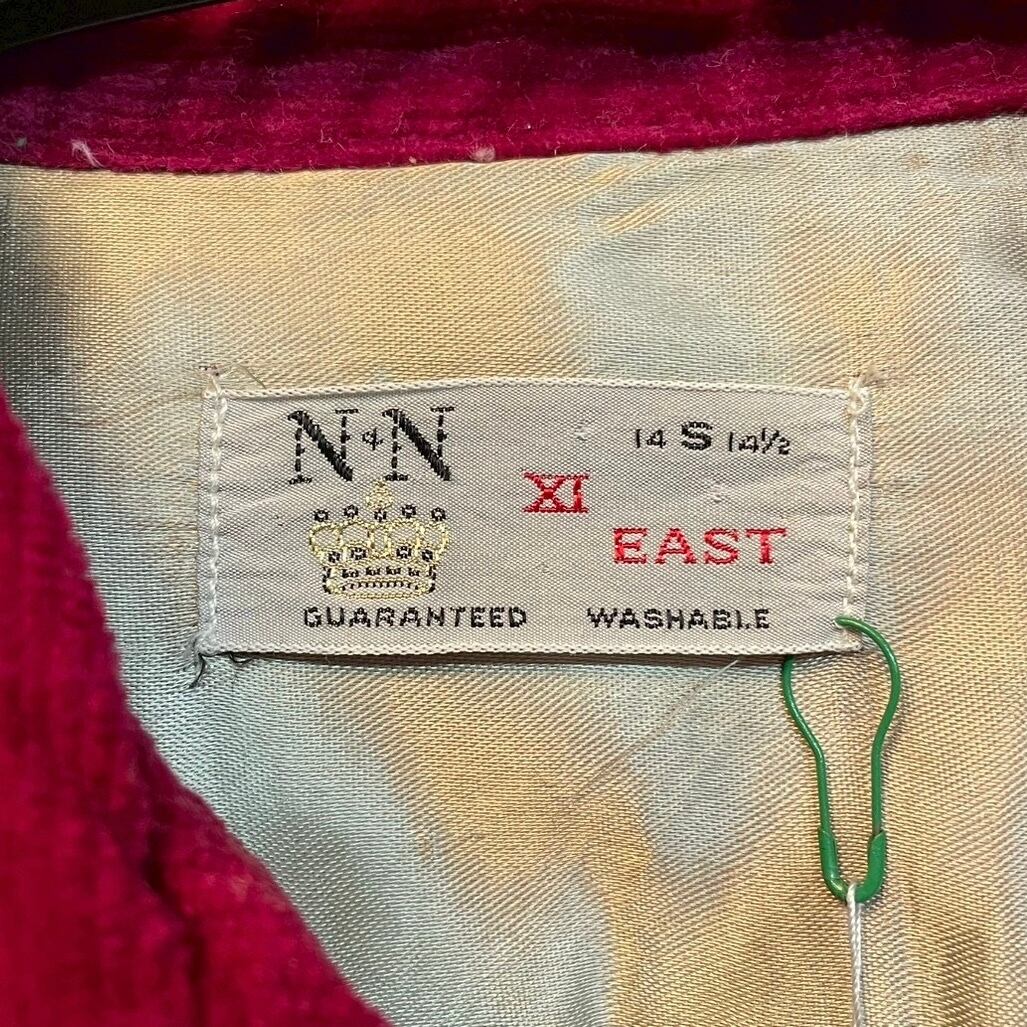 N & N
14 S 14½
XI
EAST
GUARANTEED WASHABLE